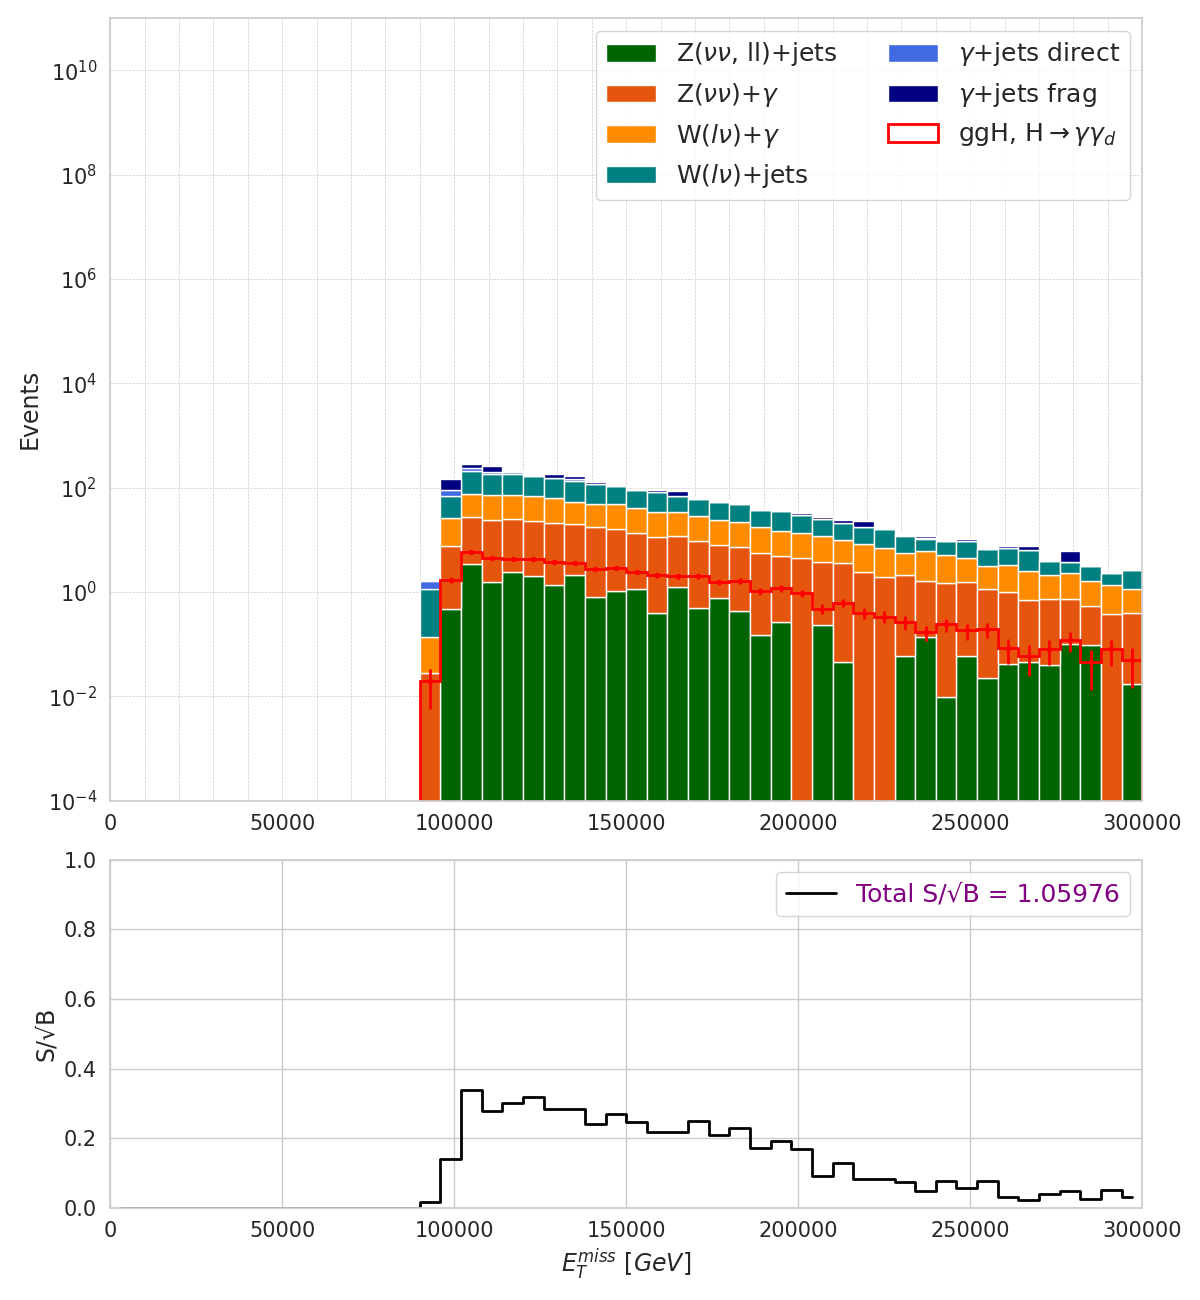 Z(νν, ll)+jets
Z(νν)+γ
W(lν)+γ
W(lν)+jets
γ+jets direct
γ+jets frag
ggH, H→γγ_d
Events
10^10
10^8
10^6
10^4
10^2
10^0
10^−2
10^−4
0 50000 100000 150000 200000 250000 300000
Total S/√B = 1.05976
S/√B
1.0
0.8
0.6
0.4
0.2
0.0
0 50000 100000 150000 200000 250000 300000
E_T^miss [GeV]